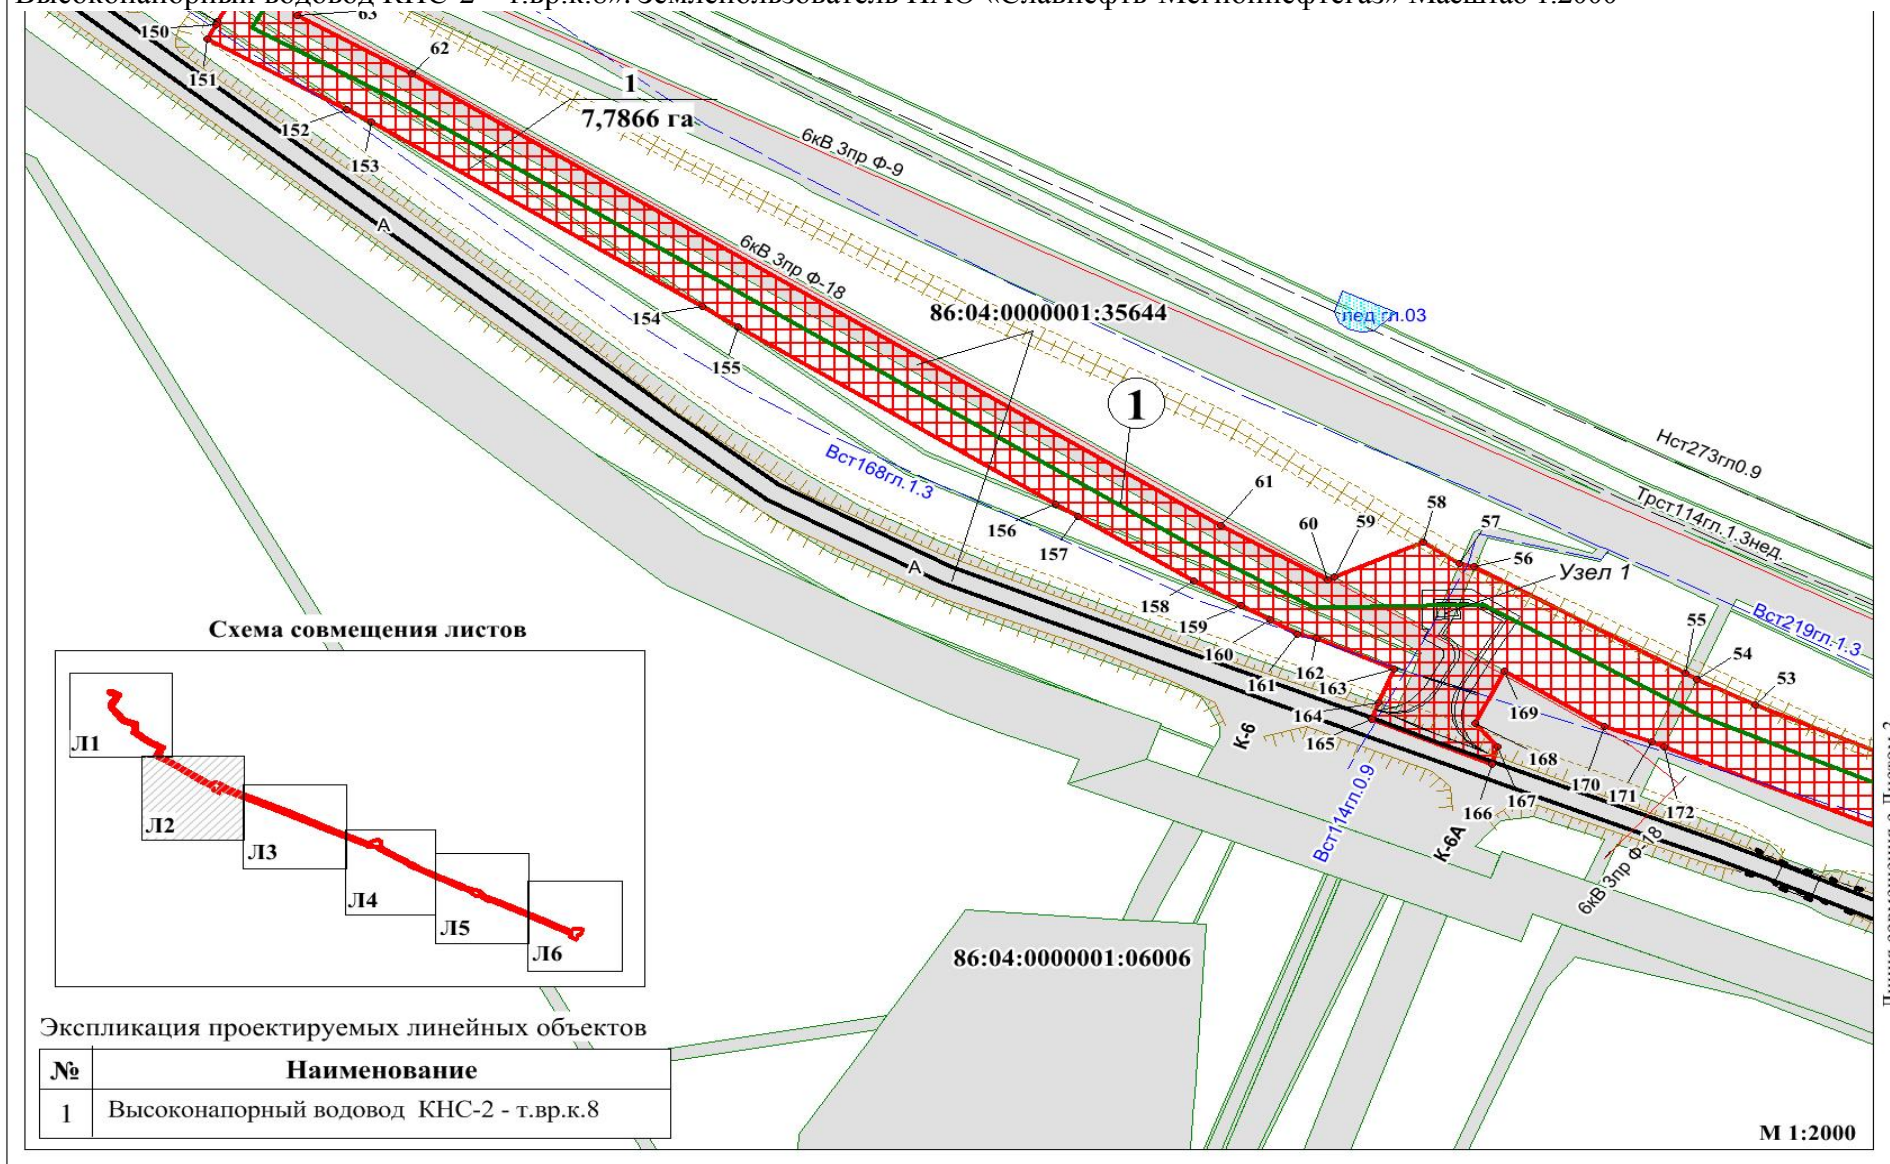 Высоконапорный водовод КНС-2 - т.вр.к.8». Землепользователь ПАО «Славнефть-Мегионнефтегаз» Масштаб 1:2000
150
151
63
62
152
153
1
7,7866 га
6кВ 3пр Ф-9
А
6кВ 3пр Ф-18
154
155
86:04:0000001:35644
лед гл.03
1
Нст273гл0.9
Вст168гл.1.3
Трст114гл.1.3нед.
61
58
57
56
60
59
156
157
А
Узел 1
158
159
160
161
162
163
164
165
55
54
53
Вст219гл.1.3
169
168
167
166
170
171
172
К-6
К-6А
Вст114гл.0.9
6кВ 3пр Ф-18
86:04:0000001:06006
Схема совмещения листов
Л1
Л2
Л3
Л4
Л5
Л6
Экспликация проектируемых линейных объектов
№ Наименование
1 Высоконапорный водовод КНС-2 - т.вр.к.8
М 1:2000